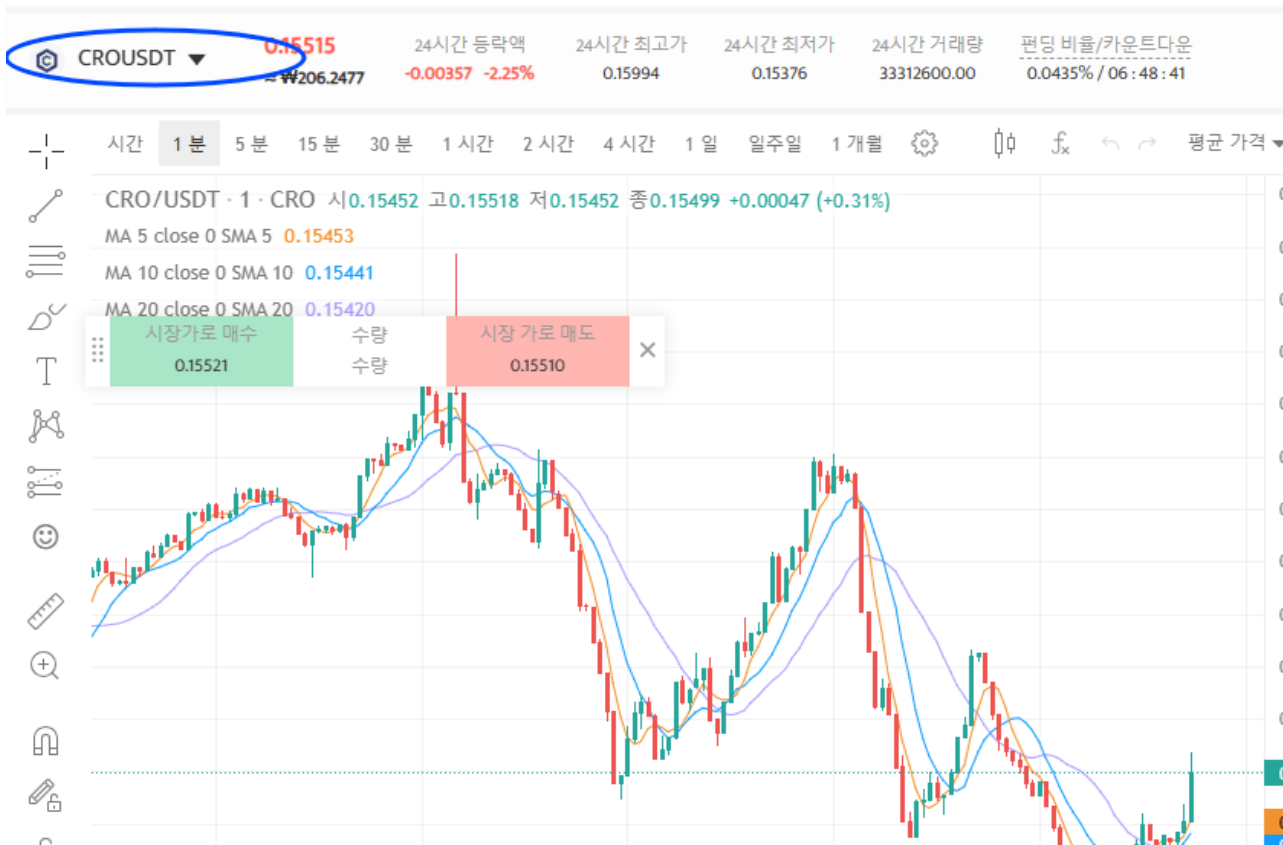 CROUSDT ▼
0.15515
≈ ₩206.2477
24시간 등락액
-0.00357 -2.25%
24시간 최고가
0.15994
24시간 최저가
0.15376
24시간 거래량
33312600.00
펀딩 비율/카운트다운
0.0435% / 06 : 48 : 41
시간 1 분 5 분 15 분 30 분 1 시간 2 시간 4 시간 1 일 일주일 1 개월 평균 가격
CRO/USDT · 1 · CRO 시0.15452 고0.15518 저0.15452 종0.15499 +0.00047 (+0.31%)
MA 5 close 0 SMA 5 0.15453
MA 10 close 0 SMA 10 0.15441
MA 20 close 0 SMA 20 0.15420
시장가로 매수 수량 시장 가로 매도
0.15521 수량 0.15510